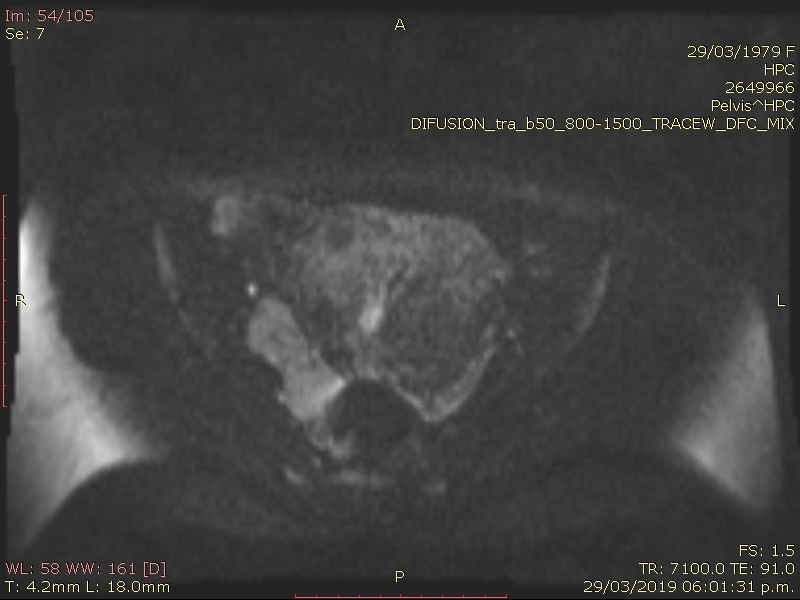 Im: 54/105
Se: 7
A
29/03/1979 F
HPC
2649966
Pelvis^HPC
DIFUSION_tra_b50_800-1500_TRACEW_DFC_MIX
R
L
WL: 58 WW: 161 [D]
T: 4.2mm L: 18.0mm
P
FS: 1.5
TR: 7100.0 TE: 91.0
29/03/2019 06:01:31 p.m.